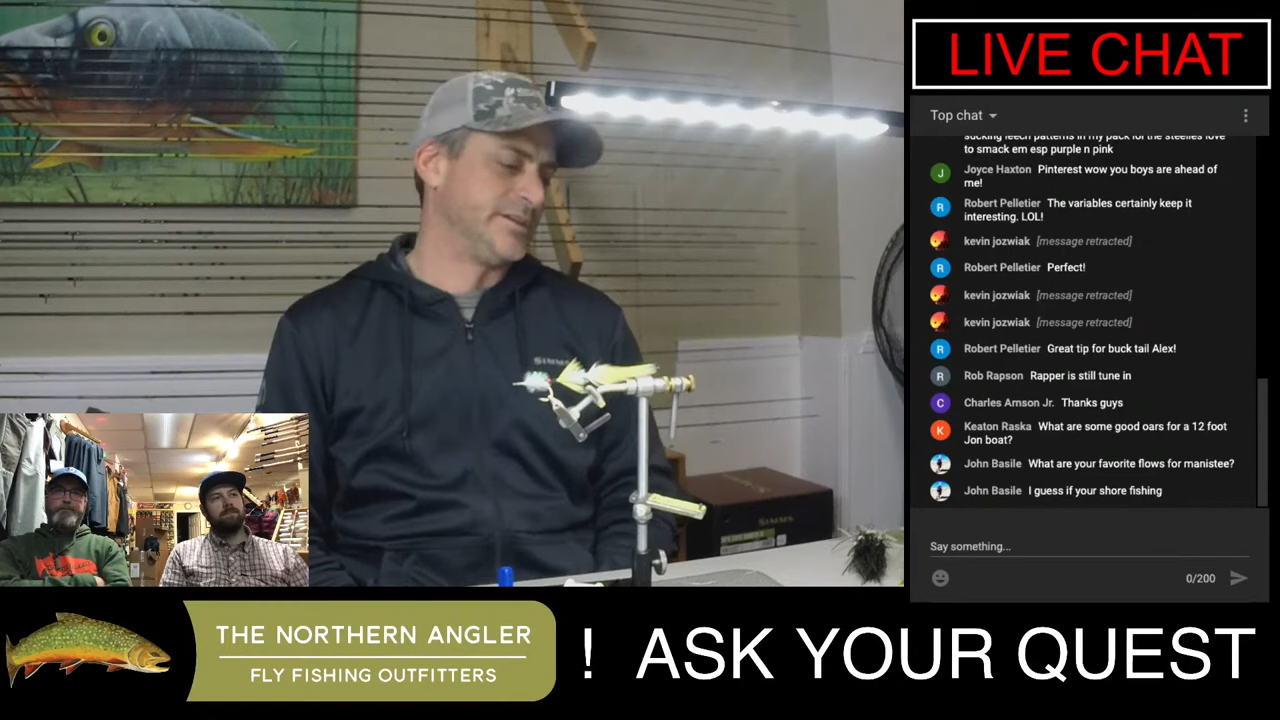 LIVE CHAT
Top chat
sucking leech patterns in my pack for the steelies love
to smack em esp purple n pink
J Joyce Haxton Pinterest wow you boys are ahead of
me!
R Robert Pelletier The variables certainly keep it
interesting. LOL!
kevin jozwiak [message retracted]
R Robert Pelletier Perfect!
kevin jozwiak [message retracted]
kevin jozwiak [message retracted]
R Robert Pelletier Great tip for buck tail Alex!
R Rob Rapson Rapper is still tune in
C Charles Arnson Jr. Thanks guys
K Keaton Raska What are some good oars for a 12 foot
Jon boat?
John Basile What are your favorite flows for manistee?
John Basile I guess if your shore fishing
Say something...
0/200
SIMMS
SIMMS
THE NORTHERN ANGLER
FLY FISHING OUTFITTERS
! ASK YOUR QUEST